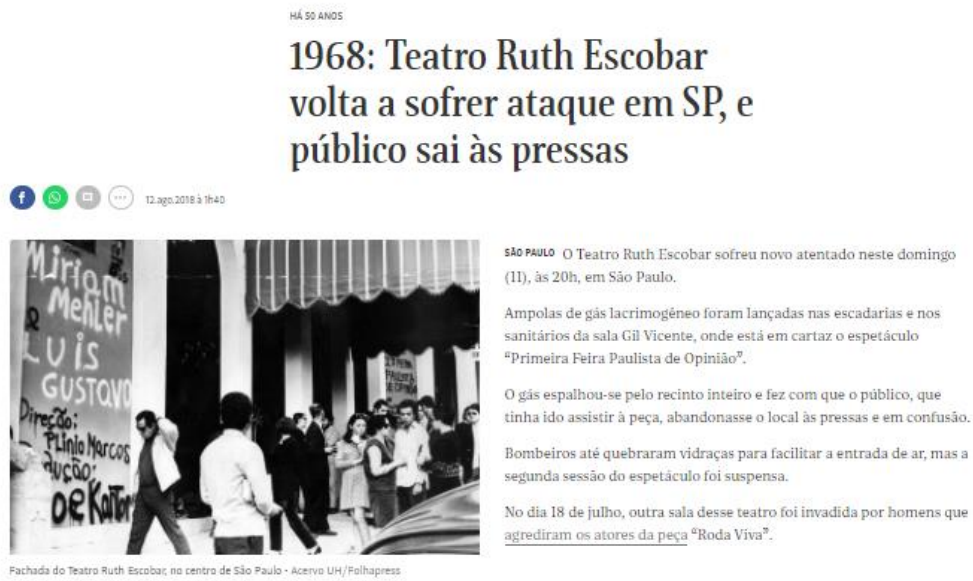 HÁ 50 ANOS
1968: Teatro Ruth Escobar
volta a sofrer ataque em SP, e
público sai às pressas
12.ago.2018 à 1h40
Miriam
Mehler
LUIS
GUSTAVO
Direção:
PLinio Marcos
DE
SÃO PAULO O Teatro Ruth Escobar sofreu novo atentado neste domingo
(11), às 20h, em São Paulo.
Ampolas de gás lacrimogêneo foram lançadas nas escadarias e nos
sanitários da sala Gil Vicente, onde está em cartaz o espetáculo
“Primeira Feira Paulista de Opinião”.
O gás espalhou-se pelo recinto inteiro e fez com que o público, que
tinha ido assistir à peça, abandonasse o local às pressas e em confusão.
Bombeiros até quebraram vidraças para facilitar a entrada de ar, mas a
segunda sessão do espetáculo foi suspensa.
No dia 18 de julho, outra sala desse teatro foi invadida por homens que
agrediram os atores da peça “Roda Viva”.
Fachada do Teatro Ruth Escobar, no centro de São Paulo - Acervo UH/Folhapress